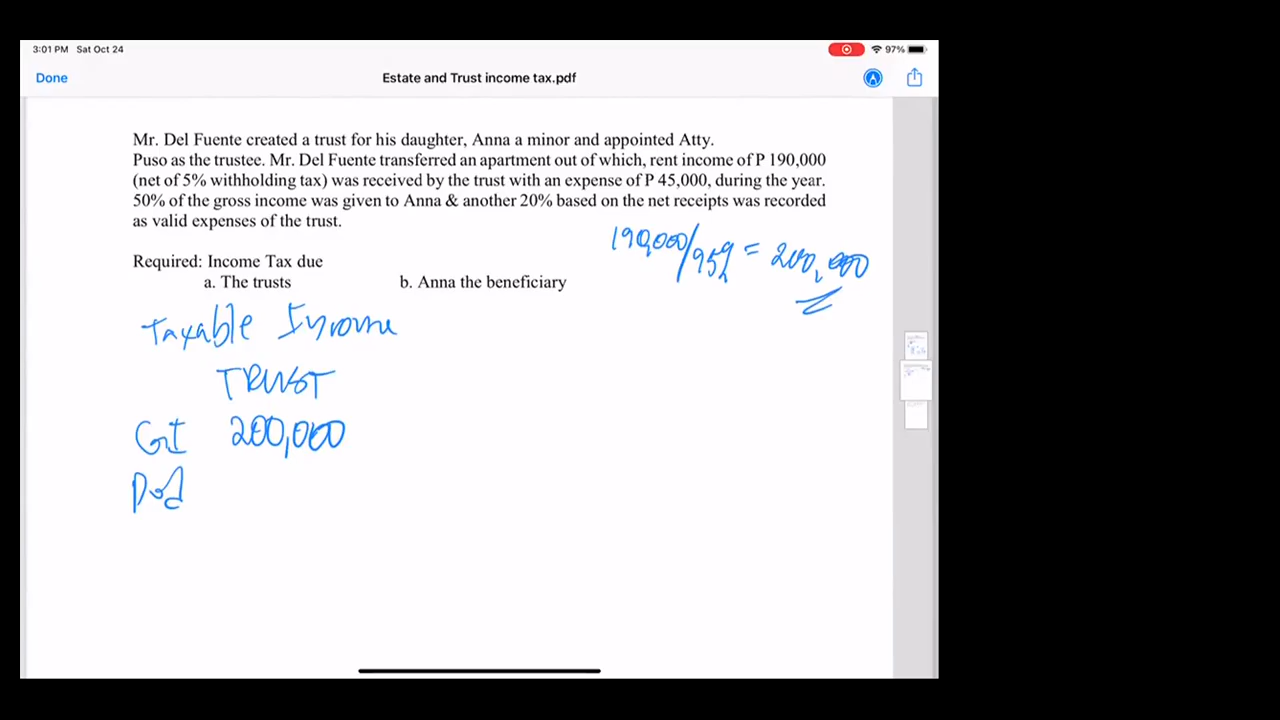 3:01 PM Sat Oct 24
97%
Done
Estate and Trust income tax.pdf
Mr. Del Fuente created a trust for his daughter, Anna a minor and appointed Atty.
Puso as the trustee. Mr. Del Fuente transferred an apartment out of which, rent income of P 190,000
(net of 5% withholding tax) was received by the trust with an expense of P 45,000, during the year.
50% of the gross income was given to Anna & another 20% based on the net receipts was recorded
as valid expenses of the trust.
190,000/95% = 200,000
Required: Income Tax due
a. The trusts b. Anna the beneficiary
Taxable Income
TRUST
GI 200,000
Ded